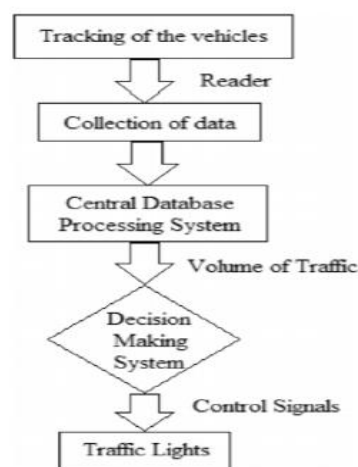 Tracking of the vehicles
Reader
Collection of data
Central Database
Processing System
Volume of Traffic
Decision
Making
System
Control Signals
Traffic Lights